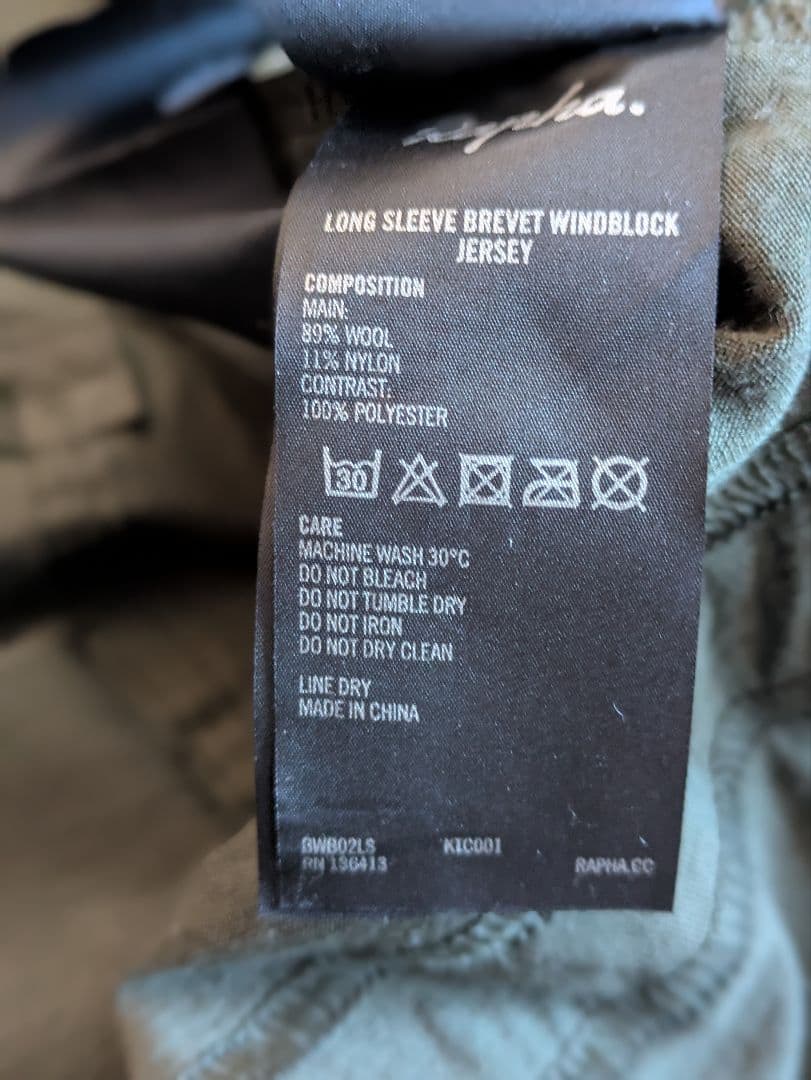 Rapha.
LONG SLEEVE BREVET WINDBLOCK
JERSEY
COMPOSITION
MAIN:
89% WOOL
11% NYLON
CONTRAST:
100% POLYESTER
30
CARE
MACHINE WASH 30°C
DO NOT BLEACH
DO NOT TUMBLE DRY
DO NOT IRON
DO NOT DRY CLEAN
LINE DRY
MADE IN CHINA
BWB02LS KIC001
RN 136413 RAPHA.CC